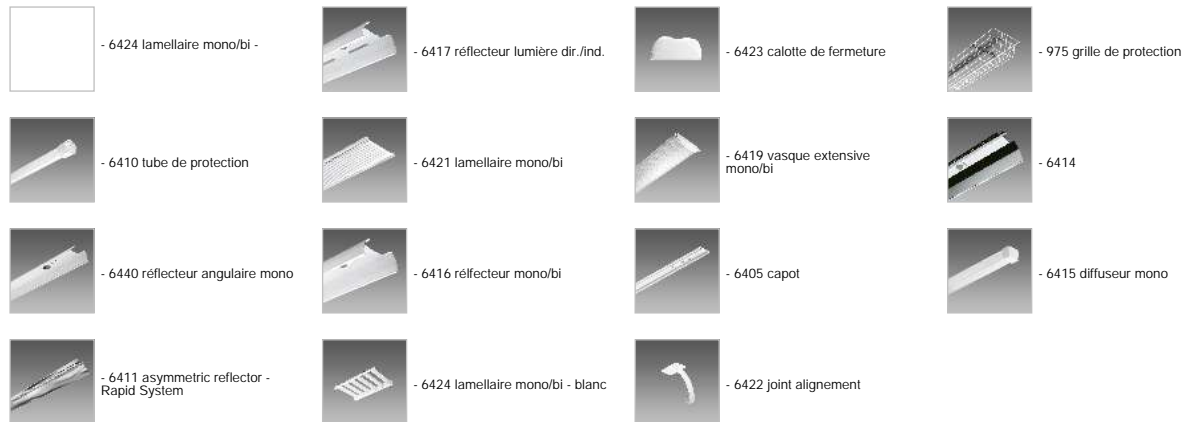 - 6424 lamellaire mono/bi -
- 6417 réflecteur lumière dir./ind.
- 6423 calotte de fermeture
- 975 grille de protection
- 6410 tube de protection
- 6421 lamellaire mono/bi
- 6419 vasque extensive
mono/bi
- 6414
- 6440 réflecteur angulaire mono
- 6416 rélfecteur mono/bi
- 6405 capot
- 6415 diffuseur mono
- 6411 asymmetric reflector -
Rapid System
- 6424 lamellaire mono/bi - blanc
- 6422 joint alignement